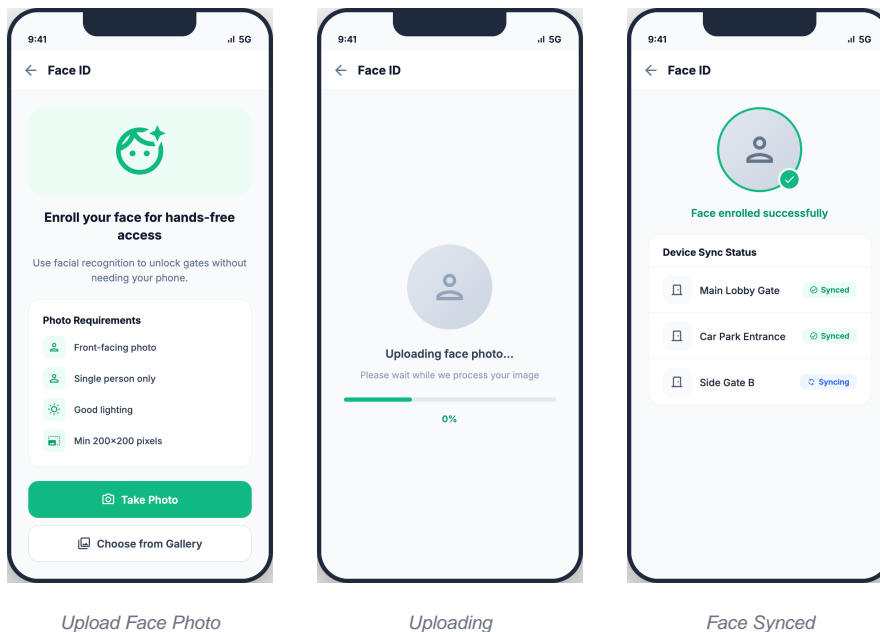 9:41
5G
Face ID
Enroll your face for hands-free
access
Use facial recognition to unlock gates without
needing your phone.
Photo Requirements
Front-facing photo
Single person only
Good lighting
Min 200×200 pixels
Take Photo
Choose from Gallery
Upload Face Photo
9:41
5G
Face ID
Uploading face photo...
Please wait while we process your image
0%
Uploading
9:41
5G
Face ID
Face enrolled successfully
Device Sync Status
Main Lobby Gate
Synced
Car Park Entrance
Synced
Side Gate B
Syncing
Face Synced